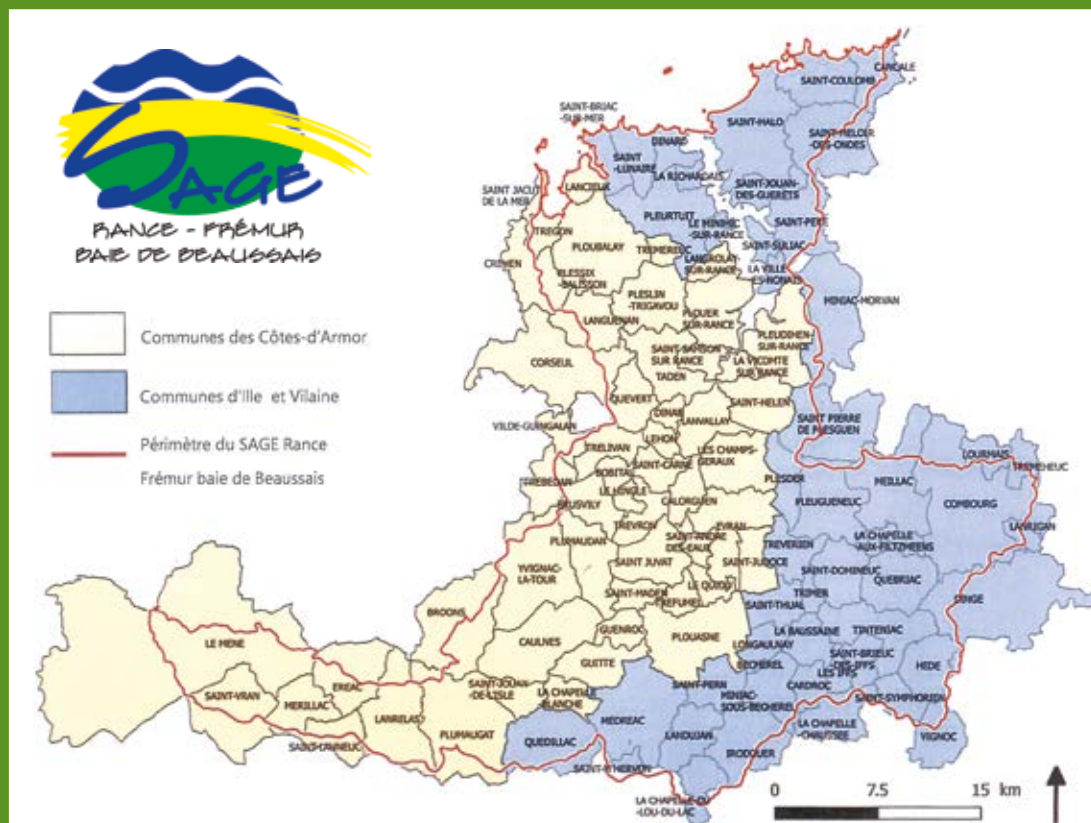 SAGE
RANCE - FRÉMUR
BAIE DE BEAUSSAIS
Communes des Côtes-d'Armor
Communes d'Ille et Vilaine
Périmètre du SAGE Rance
Frémur baie de Beaussais
CANCALE
SAINT-COULOMB
SAINT-BRIAC
-SUR-MER
SAINT-MALO
SAINT-MELOIR
-DES-ONDES
DINARD
SAINT
-LUNAIRE
LA RICHARDAIS
SAINT JACUT
DE LA MER
LANCIEUX
SAINT-JOUAN
-DES-GUERETS
PLEURTUIT
LE MINIHIC
-SUR-RANCE
SAINT-PERE
TREGON
PLOUBALAY
TREMEREUC
SAINT-SULIAC
CREHEN
LANGROLAY
-SUR-RANCE
LA VILLE
-ES-NONAIS
PLESSIX
-BALISSON
PLESLIN
-TRIGAVOU
MINIAC-MORVAN
LANGUENAN
PLOUER
-SUR-RANCE
PLEUDIHEN-
SUR-RANCE
CORSEUL
SAINT-SAMSON
SUR RANCE
LA VICOMTE
SUR RANCE
TADEN
QUEVERT
SAINT-HELEN
DINAN
LANVALLAY
SAINT PIERRE
DE PLESGUEN
VILDE-GUINGALAN
LEHON
TRELIVAN
LES CHAMPS-
GERAUX
LOURMAIS
SAINT-CARNE
BOBITAL
TREMEHEUC
TREBEDAN
PLESDER
MEILLAC
LE HINGLE
CALORGUEN
BRUSVILY
PLEUGUENEUC
COMBOURG
TREVRON
EVRAN
LANRIGAN
PLUMAUDAN
SAINT-ANDRE
DES-EAUX
TREVERIEN
LA CHAPELLE
-AUX-FILTZMEENS
YVIGNAC-
LA-TOUR
SAINT JUVAT
SAINT-JUDOCE
SAINT-DOMINEUC
QUEBRIAC
LE QUIOU
SAINT-MADEN
TREFUMEL
TRIMER
DINGE
SAINT-THUAL
BROONS
GUENROC
LA BAUSSAINE
TINTENIAC
LE MENE
CAULNES
PLOUASNE
LONGAULNAY
SAINT-BRIEUC
-DES-IFFS
GUITTE
BECHEREL
LES IFFS
HEDE
EREAC
SAINT-JOUAN
-DE-L'ISLE
SAINT-PERN
CARDROC
SAINT-VRAN
MERILLAC
LA CHAPELLE
BLANCHE
MINIAC
-SOUS-BECHEREL
SAINT-SYMPHORIEN
LANRELAS
MEDREAC
LA CHAPELLE
-CHAUSSEE
PLUMAUGAT
LANDUJAN
VIGNOC
QUEDILLAC
SAINT-LAUNEUC
IRODOUER
SAINT-M'HERVON
LA CHAPELLE-DU
-LOU-DU-LAC
0 7.5 15 km